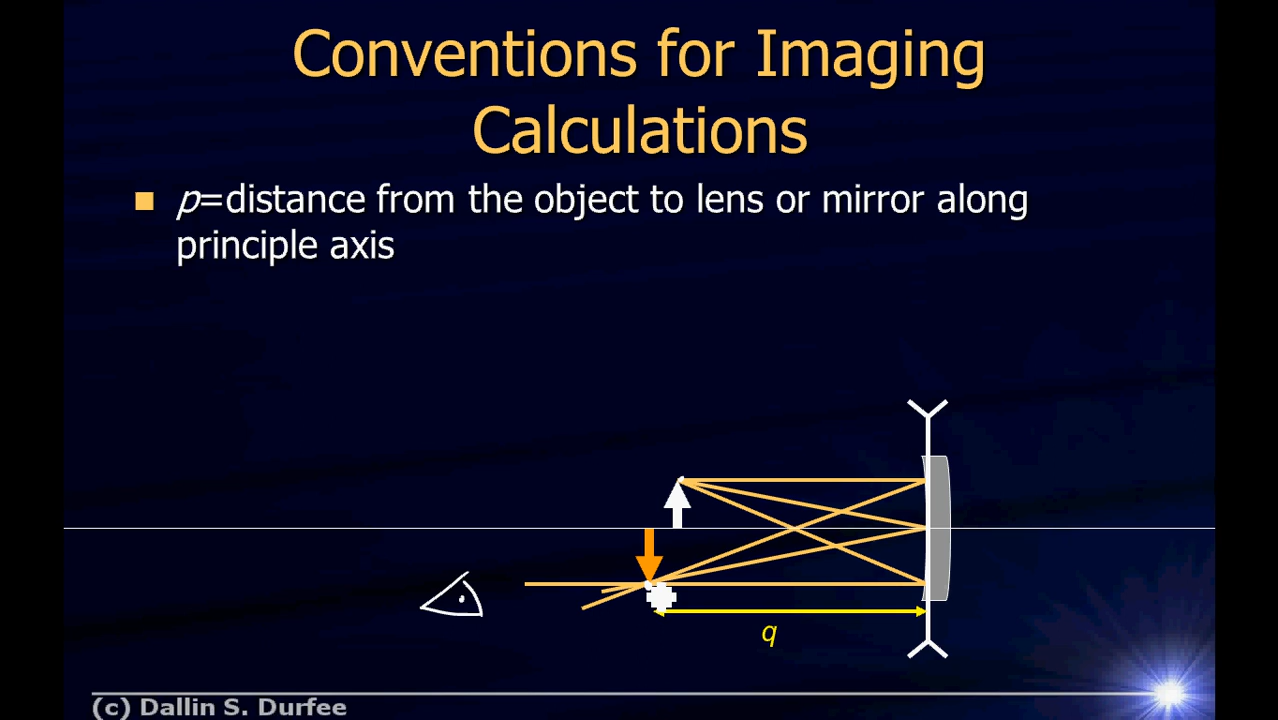 Conventions for Imaging
Calculations
p=distance from the object to lens or mirror along
principle axis
q
(c) Dallin S. Durfee